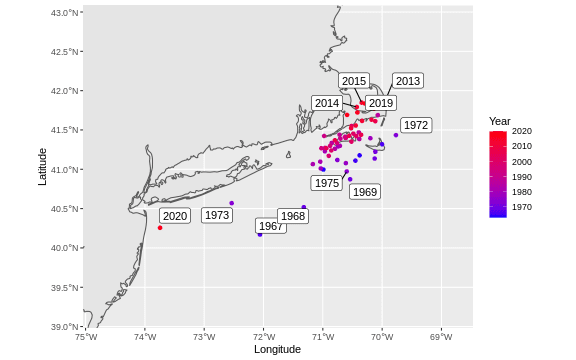 43.0°N
42.5°N
42.0°N
41.5°N
41.0°N
40.5°N
40.0°N
39.5°N
39.0°N
Latitude
2015
2013
2014
2019
1972
1975
1969
1973
2020
1968
1967
75°W
74°W
73°W
72°W
71°W
70°W
69°W
Longitude
Year
2020
2010
2000
1990
1980
1970